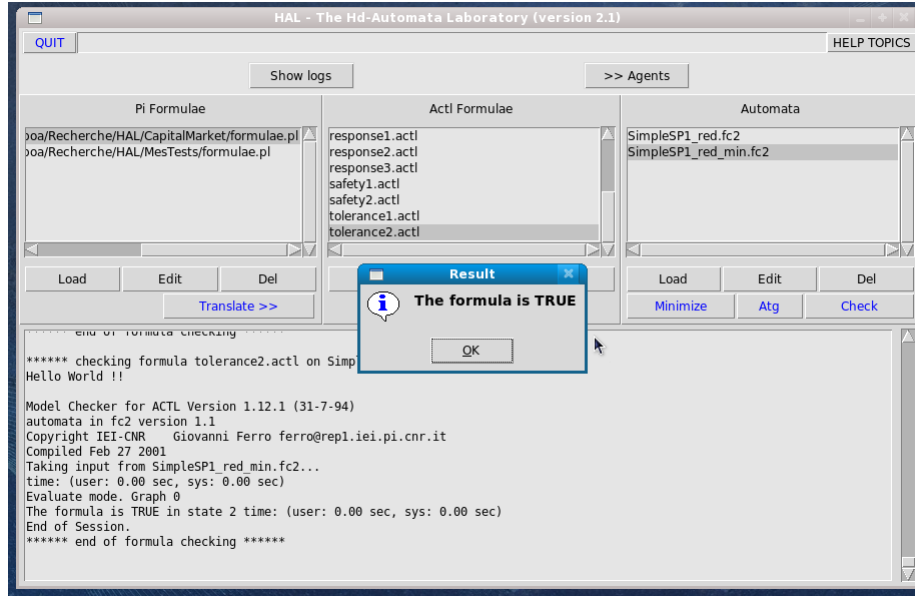 HAL - The Hd-Automata Laboratory (version 2.1)
QUIT
HELP TOPICS
Show logs
>> Agents
Pi Formulae
Actl Formulae
Automata
ooa/Recherche/HAL/CapitalMarket/formulae.pl
ooa/Recherche/HAL/MesTests/formulae.pl
response1.actl
response2.actl
response3.actl
safety1.actl
safety2.actl
tolerance1.actl
tolerance2.actl
SimpleSP1_red.fc2
SimpleSP1_red_min.fc2
Load
Edit
Del
Translate >>
Load
Edit
Del
Minimize
Atg
Check
Result
The formula is TRUE
OK
****** end of formula checking ******
****** checking formula tolerance2.actl on Simpl
Hello World !!
Model Checker for ACTL Version 1.12.1 (31-7-94)
automata in fc2 version 1.1
Copyright IEI-CNR    Giovanni Ferro ferro@rep1.iei.pi.cnr.it
Compiled Feb 27 2001
Taking input from SimpleSP1_red_min.fc2...
time: (user: 0.00 sec, sys: 0.00 sec)
Evaluate mode. Graph 0
The formula is TRUE in state 2 time: (user: 0.00 sec, sys: 0.00 sec)
End of Session.
****** end of formula checking ******